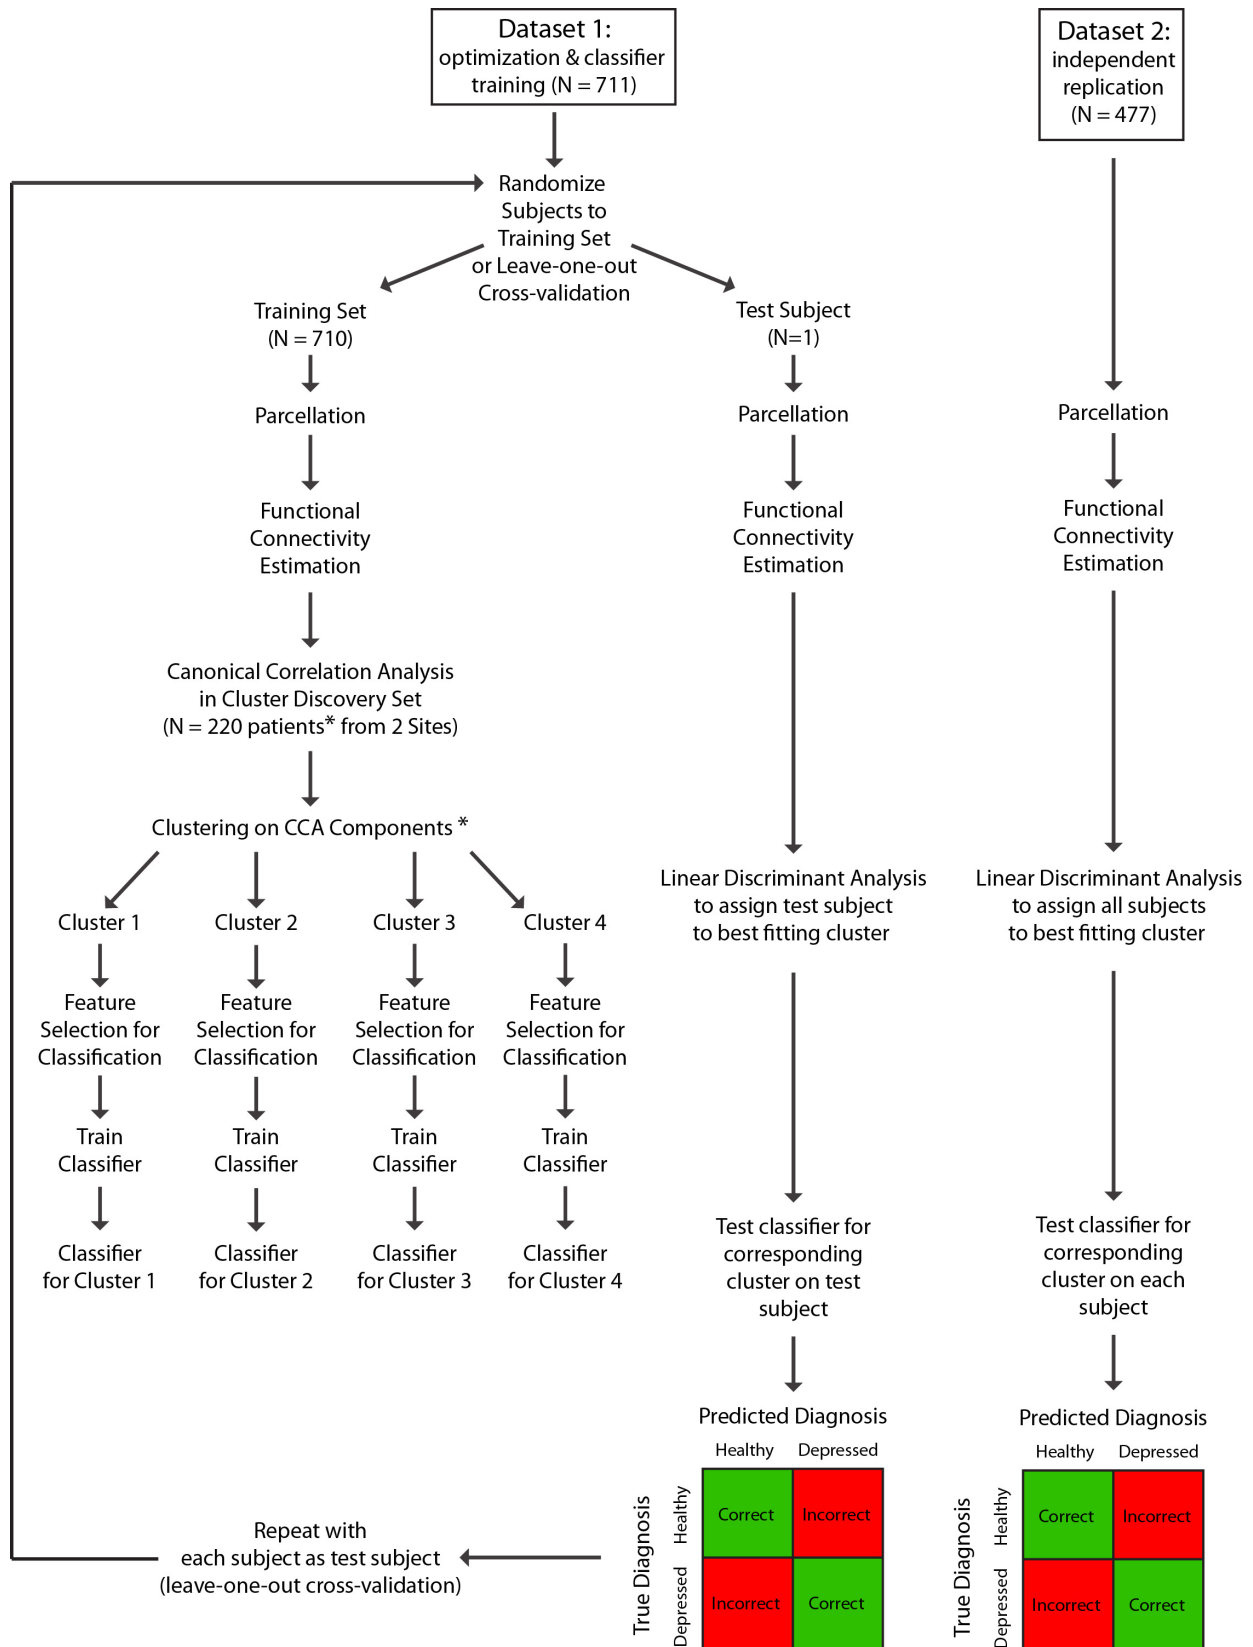 Dataset 1:
optimization & classifier
training (N = 711)
Dataset 2:
independent
replication
(N = 477)
Randomize
Subjects to
Training Set
or Leave-one-out
Cross-validation
Training Set
(N = 710)
Test Subject
(N=1)
Parcellation
Parcellation
Parcellation
Functional
Connectivity
Estimation
Functional
Connectivity
Estimation
Functional
Connectivity
Estimation
Canonical Correlation Analysis
in Cluster Discovery Set
(N = 220 patients* from 2 Sites)
Clustering on CCA Components *
Cluster 1
Cluster 2
Cluster 3
Cluster 4
Linear Discriminant Analysis
to assign test subject
to best fitting cluster
Linear Discriminant Analysis
to assign all subjects
to best fitting cluster
Feature
Selection for
Classification
Feature
Selection for
Classification
Feature
Selection for
Classification
Feature
Selection for
Classification
Train
Classifier
Train
Classifier
Train
Classifier
Train
Classifier
Classifier
for Cluster 1
Classifier
for Cluster 2
Classifier
for Cluster 3
Classifier
for Cluster 4
Test classifier for
corresponding
cluster on test
subject
Test classifier for
corresponding
cluster on each
subject
Predicted Diagnosis
Healthy Depressed
True Diagnosis
Healthy
Correct Incorrect
Depressed
Incorrect Correct
Predicted Diagnosis
Healthy Depressed
True Diagnosis
Healthy
Correct Incorrect
Depressed
Incorrect Correct
Repeat with
each subject as test subject
(leave-one-out cross-validation)